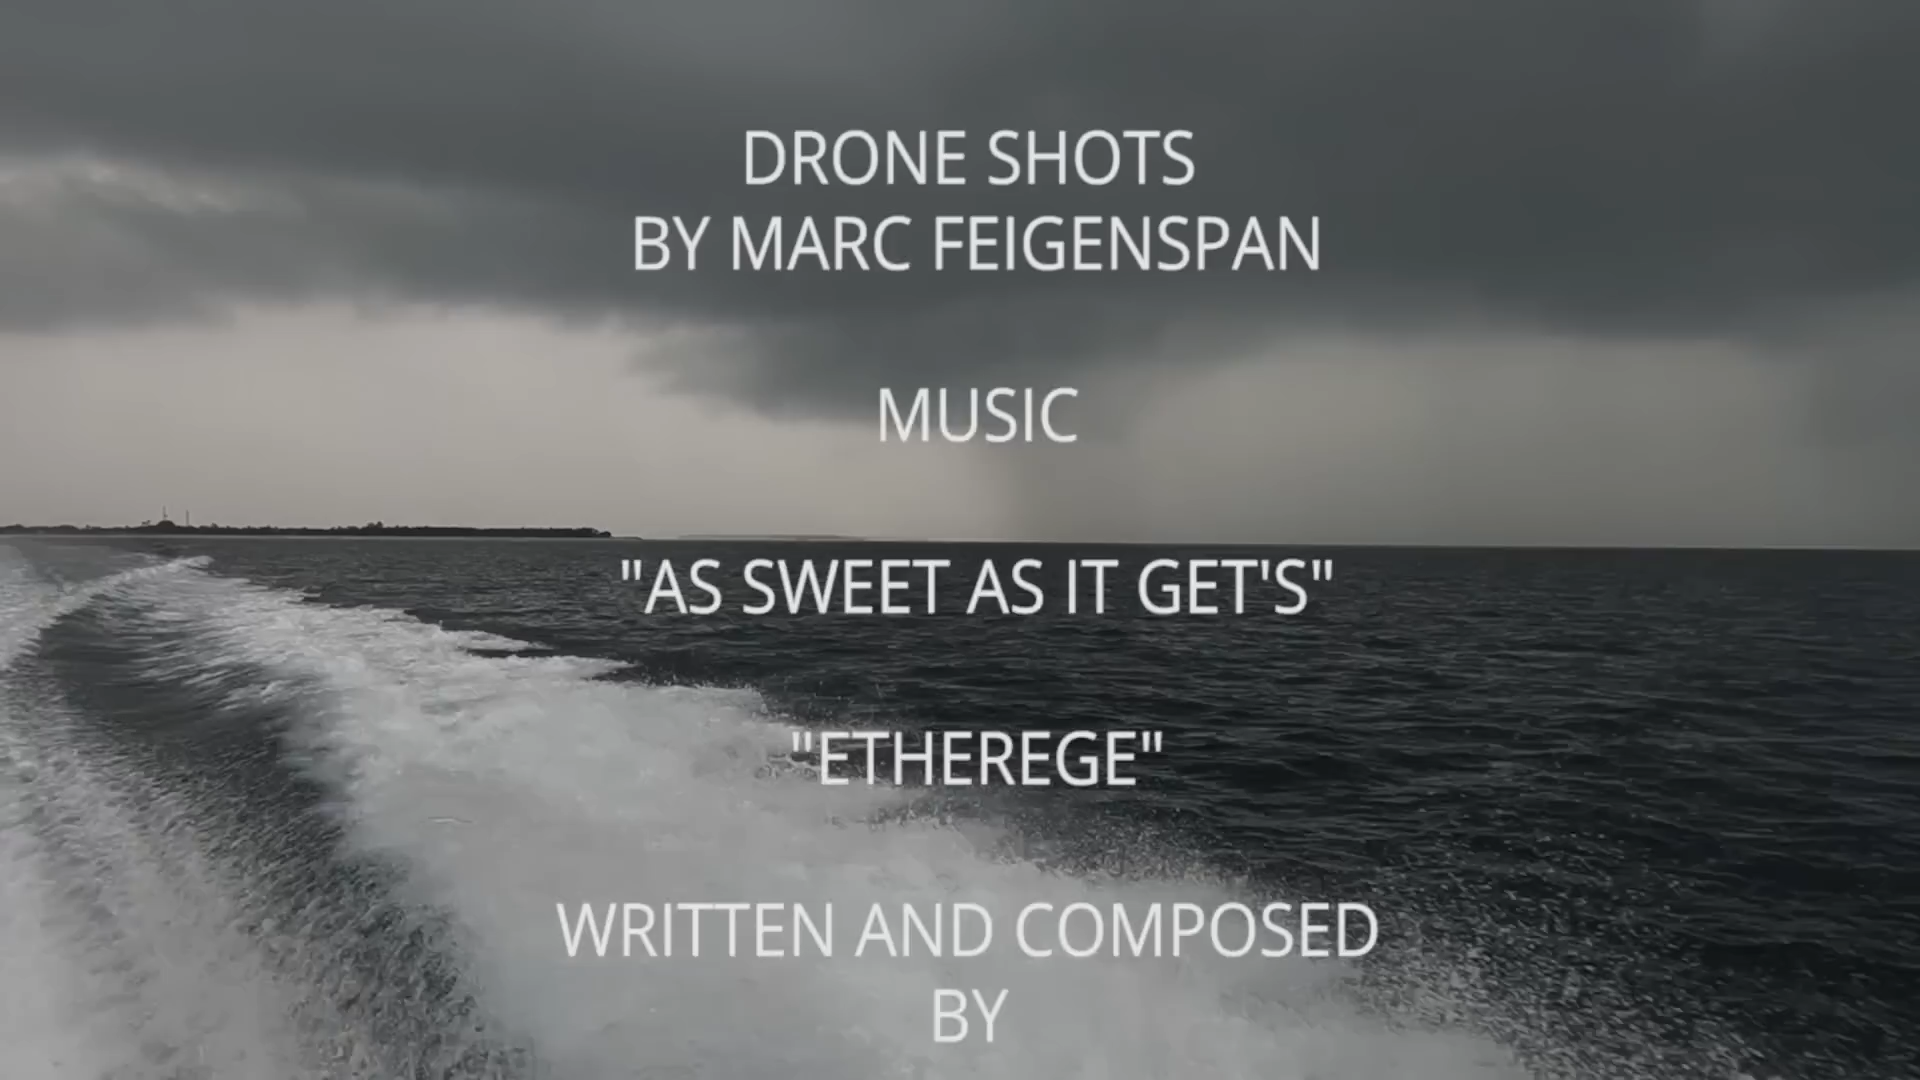 DRONE SHOTS
BY MARC FEIGENSPAN
MUSIC
"AS SWEET AS IT GET'S"
"ETHEREGE"
WRITTEN AND COMPOSED
BY